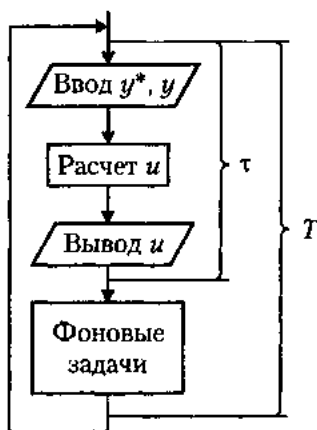 Ввод y*, y
Расчет u
τ
Вывод u
T
Фоновые
задачи